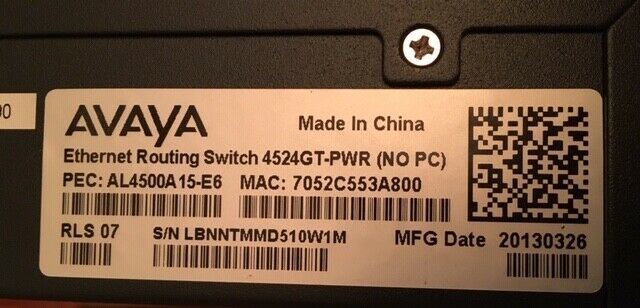 90
AVAYA
Made In China
Ethernet Routing Switch 4524GT-PWR (NO PC)
PEC: AL4500A15-E6 MAC: 7052C553A800
RLS 07 S/N LBNNTMMD510W1M MFG Date 20130326